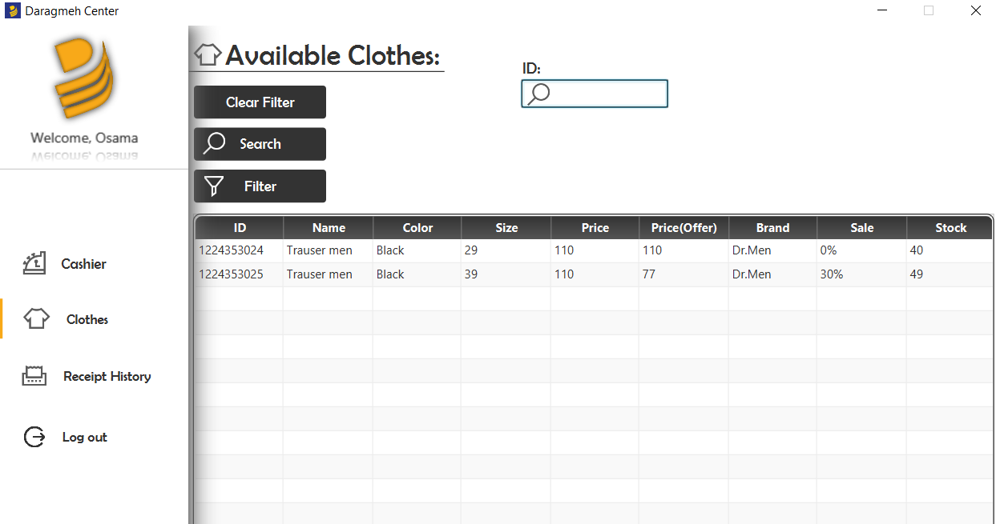 Daragmeh Center
Welcome, Osama
Cashier
Clothes
Receipt History
Log out
Available Clothes:
ID:
Clear Filter
Search
Filter
ID Name Color Size Price Price(Offer) Brand Sale Stock
1224353024 Trauser men Black 29 110 110 Dr.Men 0% 40
1224353025 Trauser men Black 39 110 77 Dr.Men 30% 49